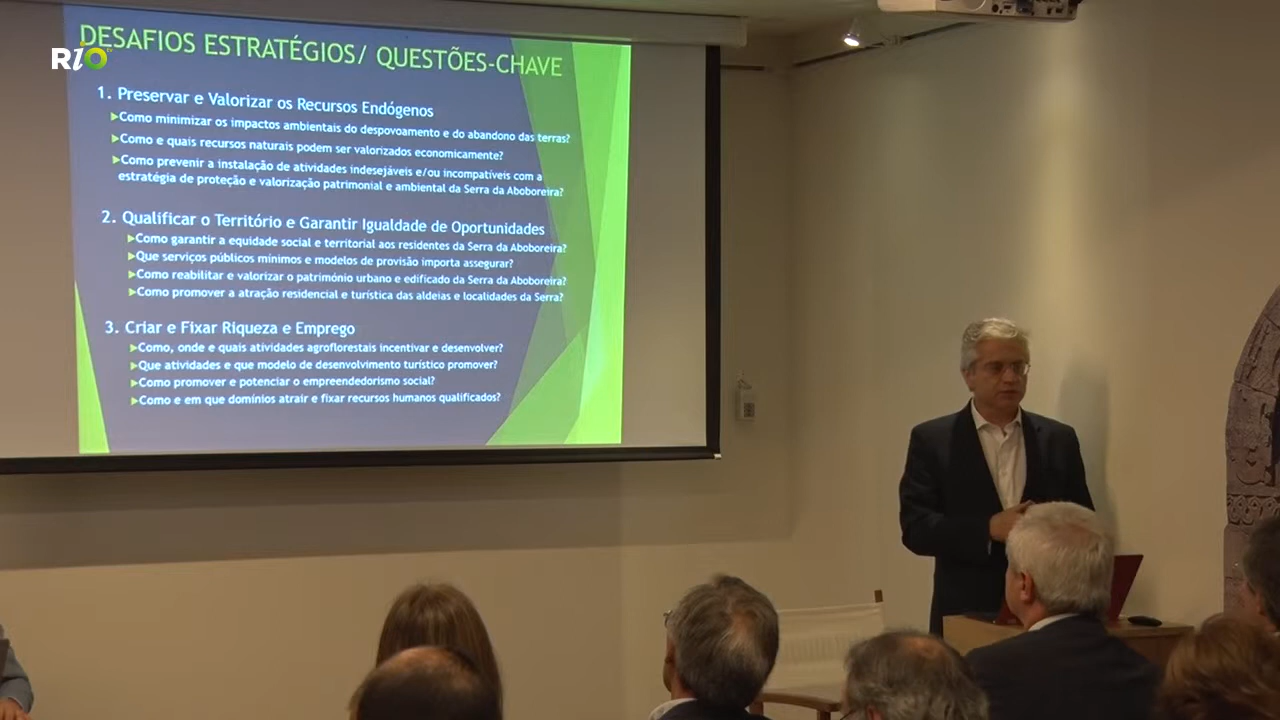 DESAFIOS ESTRATÉGIOS/ QUESTÕES-CHAVE
RiO
1. Preservar e Valorizar os Recursos Endógenos
Como minimizar os impactos ambientais do despovoamento e do abandono das terras?
Como e quais recursos naturais podem ser valorizados economicamente?
Como prevenir a instalação de atividades indesejáveis e/ou incompatíveis com a
estratégia de proteção e valorização patrimonial e ambiental da Serra da Aboboreira?
2. Qualificar o Território e Garantir Igualdade de Oportunidades
Como garantir a equidade social e territorial aos residentes da Serra da Aboboreira?
Que serviços públicos mínimos e modelos de provisão importa assegurar?
Como reabilitar e valorizar o património urbano e edificado da Serra da Aboboreira?
Como promover a atração residencial e turística das aldeias e localidades da Serra?
3. Criar e Fixar Riqueza e Emprego
Como, onde e quais atividades agroflorestais incentivar e desenvolver?
Que atividades e que modelo de desenvolvimento turístico promover?
Como promover e potenciar o empreendedorismo social?
Como e em que domínios atrair e fixar recursos humanos qualificados?